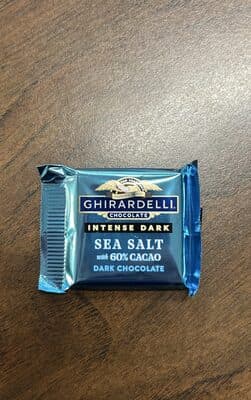 GHIRARDELLI
CHOCOLATE
INTENSE DARK
SEA SALT
with 60% CACAO
DARK CHOCOLATE